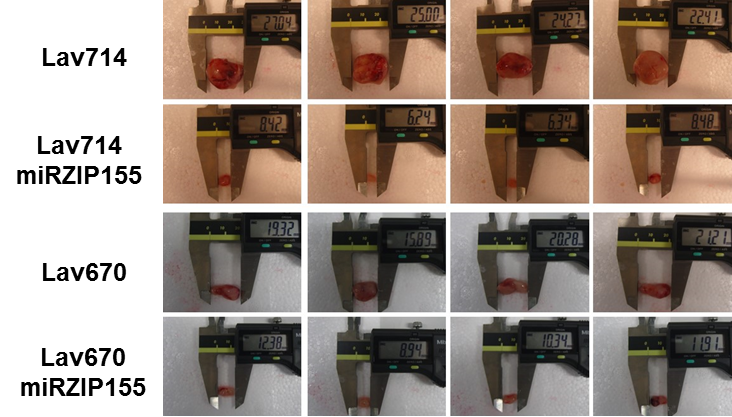 Lav714
27.04
25.00
24.27
22.41
Lav714
miRZIP155
8.42
6.24
6.34
8.48
Lav670
19.32
15.89
20.28
21.21
Lav670
miRZIP155
12.38
8.94
10.34
11.91